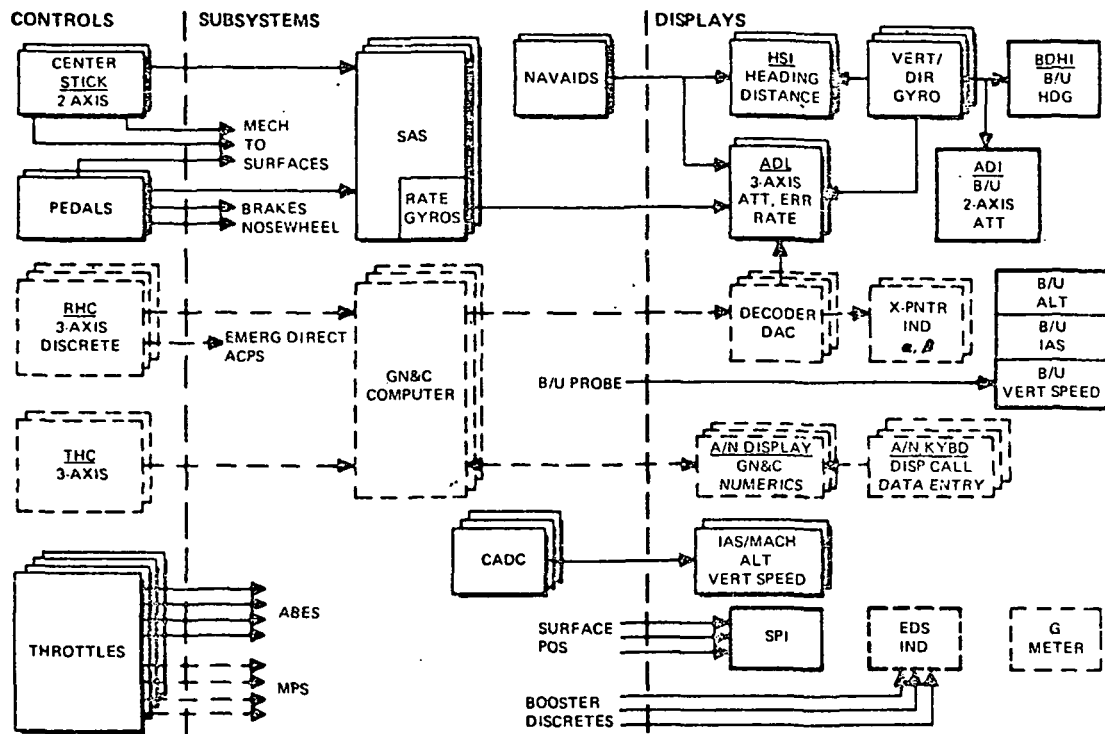 CONTROLS
SUBSYSTEMS
DISPLAYS
CENTER
STICK
2 AXIS
MECH
TO
SURFACES
PEDALS
BRAKES
NOSEWHEEL
RHC
3-AXIS
DISCRETE
EMERG DIRECT
ACPS
THC
3-AXIS
THROTTLES
ABES
MPS
SAS
RATE
GYROS
GN&C
COMPUTER
CADC
NAVAIDS
HSI
HEADING
DISTANCE
VERT/
DIR
GYRO
BDHI
B/U
HDG
ADI
3-AXIS
ATT, ERR
RATE
ADI
B/U
2-AXIS
ATT
DECODER
DAC
X-PNTR
IND
α, β
B/U
ALT
B/U
IAS
B/U
VERT SPEED
B/U PROBE
A/N DISPLAY
GN&C
NUMERICS
A/N KYBD
DISP CALL
DATA ENTRY
IAS/MACH
ALT
VERT SPEED
SURFACE
POS
SPI
EDS
IND
G
METER
BOOSTER
DISCRETES